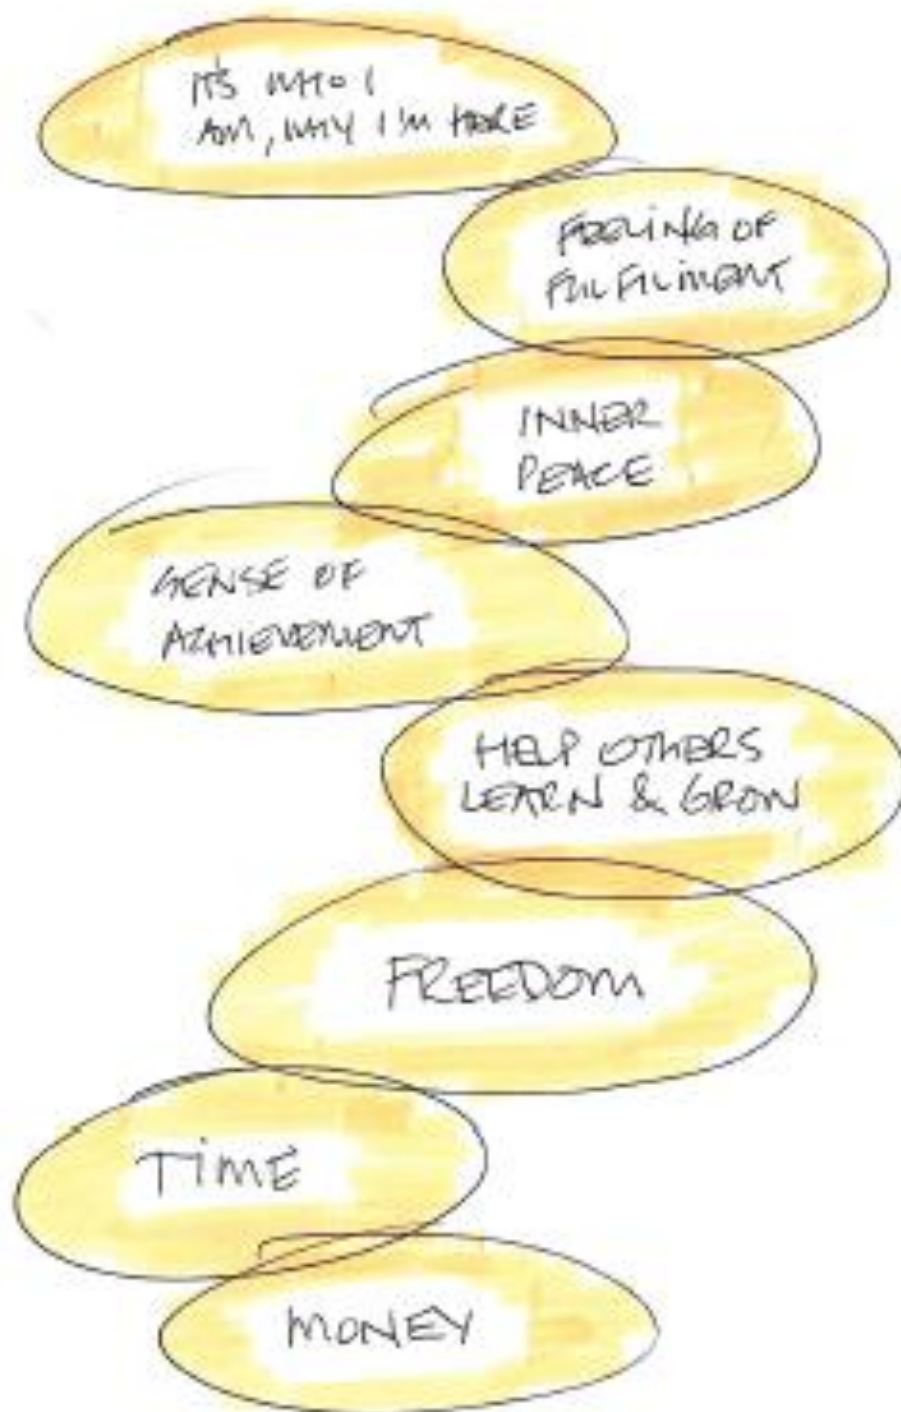 IT'S WHO I
AM, WHY I'M HERE
FEELING OF
FULFILMENT
INNER
PEACE
SENSE OF
ACHIEVEMENT
HELP OTHERS
LEARN & GROW
FREEDOM
TIME
MONEY